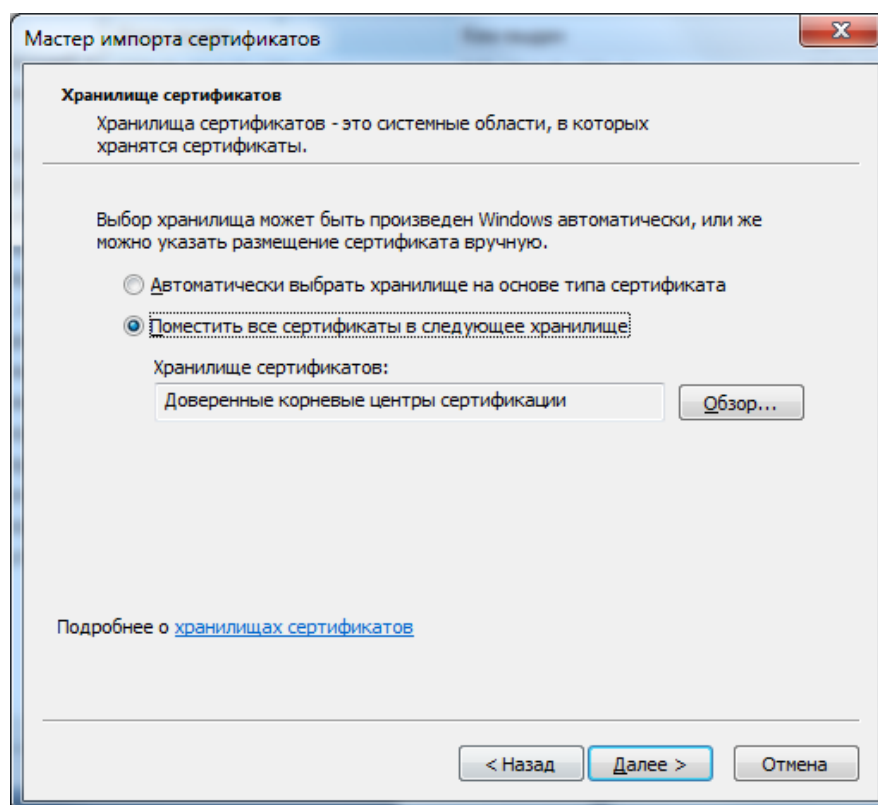 Мастер импорта сертификатов
Хранилище сертификатов
Хранилища сертификатов - это системные области, в которых
хранятся сертификаты.
Выбор хранилища может быть произведен Windows автоматически, или же
можно указать размещение сертификата вручную.
Автоматически выбрать хранилище на основе типа сертификата
Поместить все сертификаты в следующее хранилище
Хранилище сертификатов:
Доверенные корневые центры сертификации
Обзор...
Подробнее о хранилищах сертификатов
< Назад
Далее >
Отмена